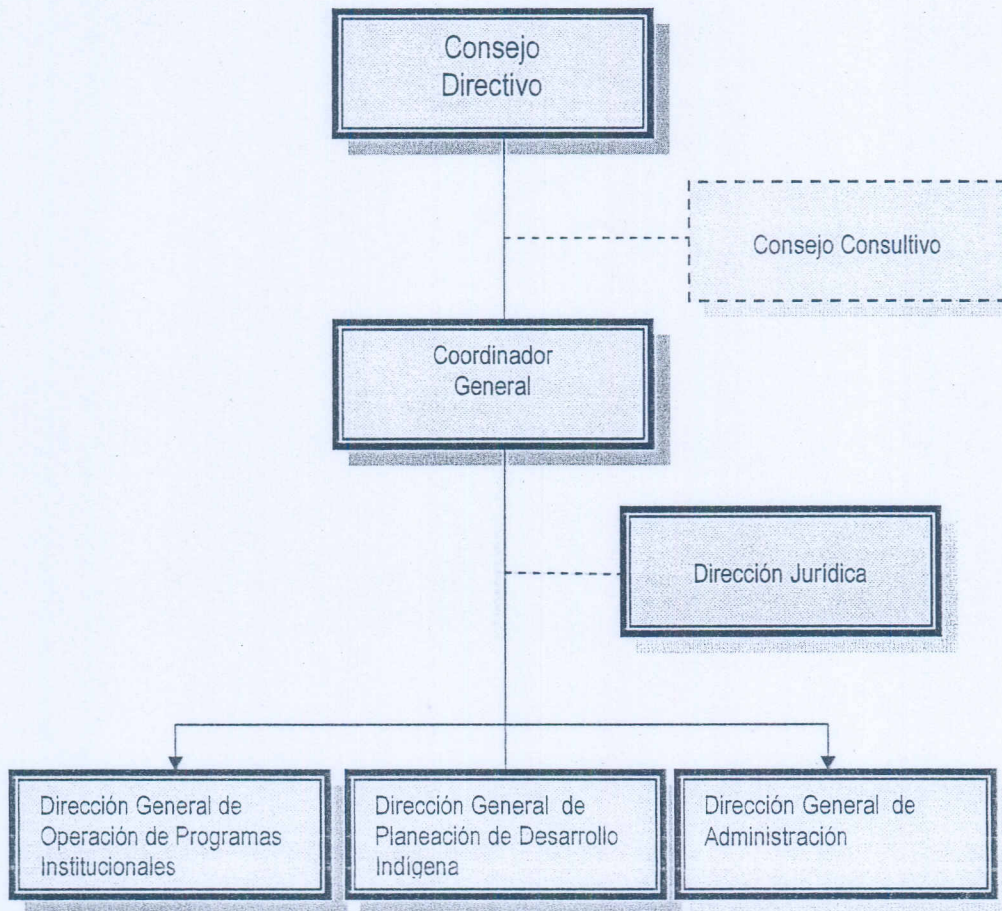 Consejo
Directivo
Consejo Consultivo
Coordinador
General
Dirección Jurídica
Dirección General de
Operación de Programas
Institucionales
Dirección General de
Planeación de Desarrollo
Indígena
Dirección General de
Administración